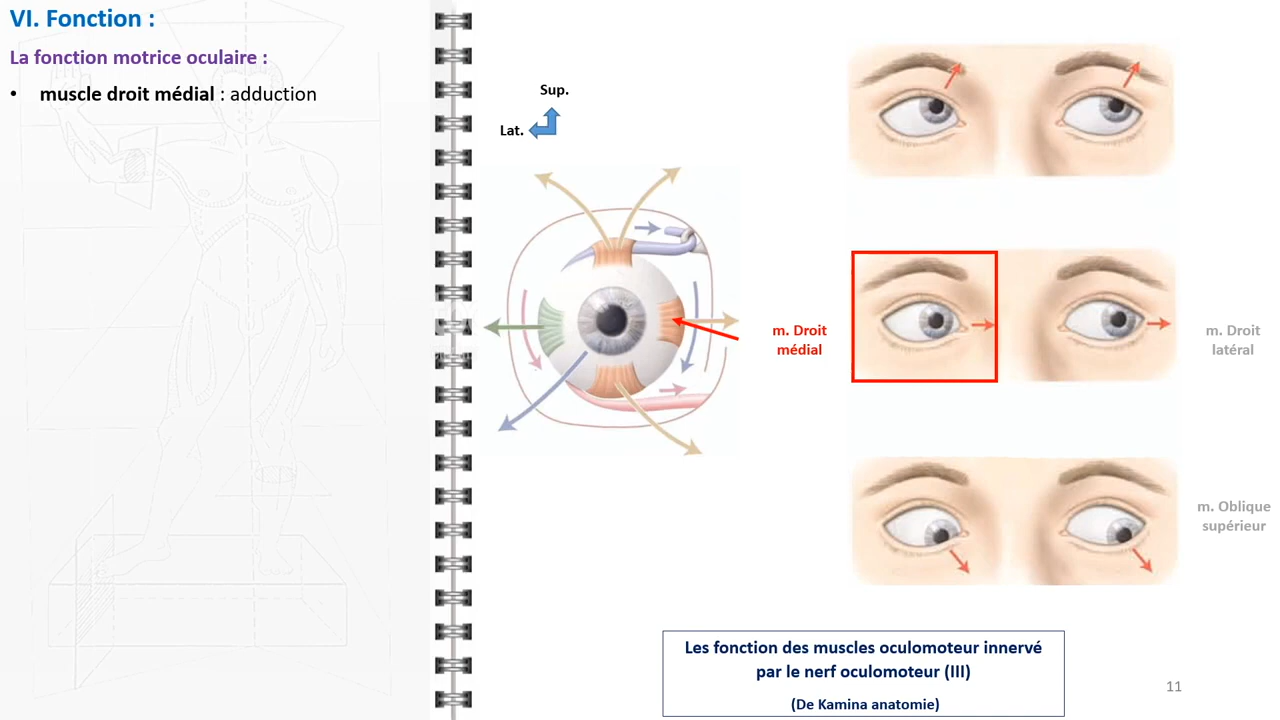 VI. Fonction :
La fonction motrice oculaire :
• muscle droit médial : adduction
Sup.
Lat.
m. Droit
médial
m. Droit
latéral
m. Oblique
supérieur
Les fonction des muscles oculomoteur innervé
par le nerf oculomoteur (III)
(De Kamina anatomie)
11